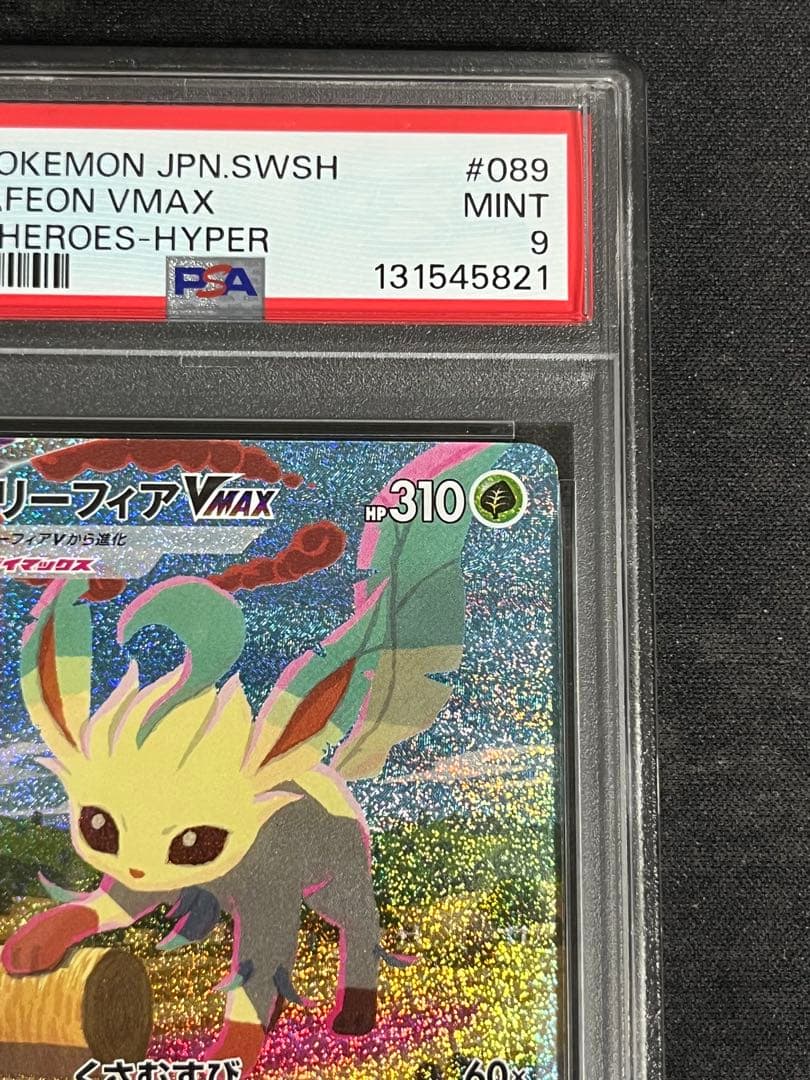 OKEMON JPN.SWSH #089
AFEON VMAX MINT
HEROES-HYPER 9
PSA 131545821
リーフィアVMAX HP310
ーフィアVから進化
イマックス
くさむすび 60×